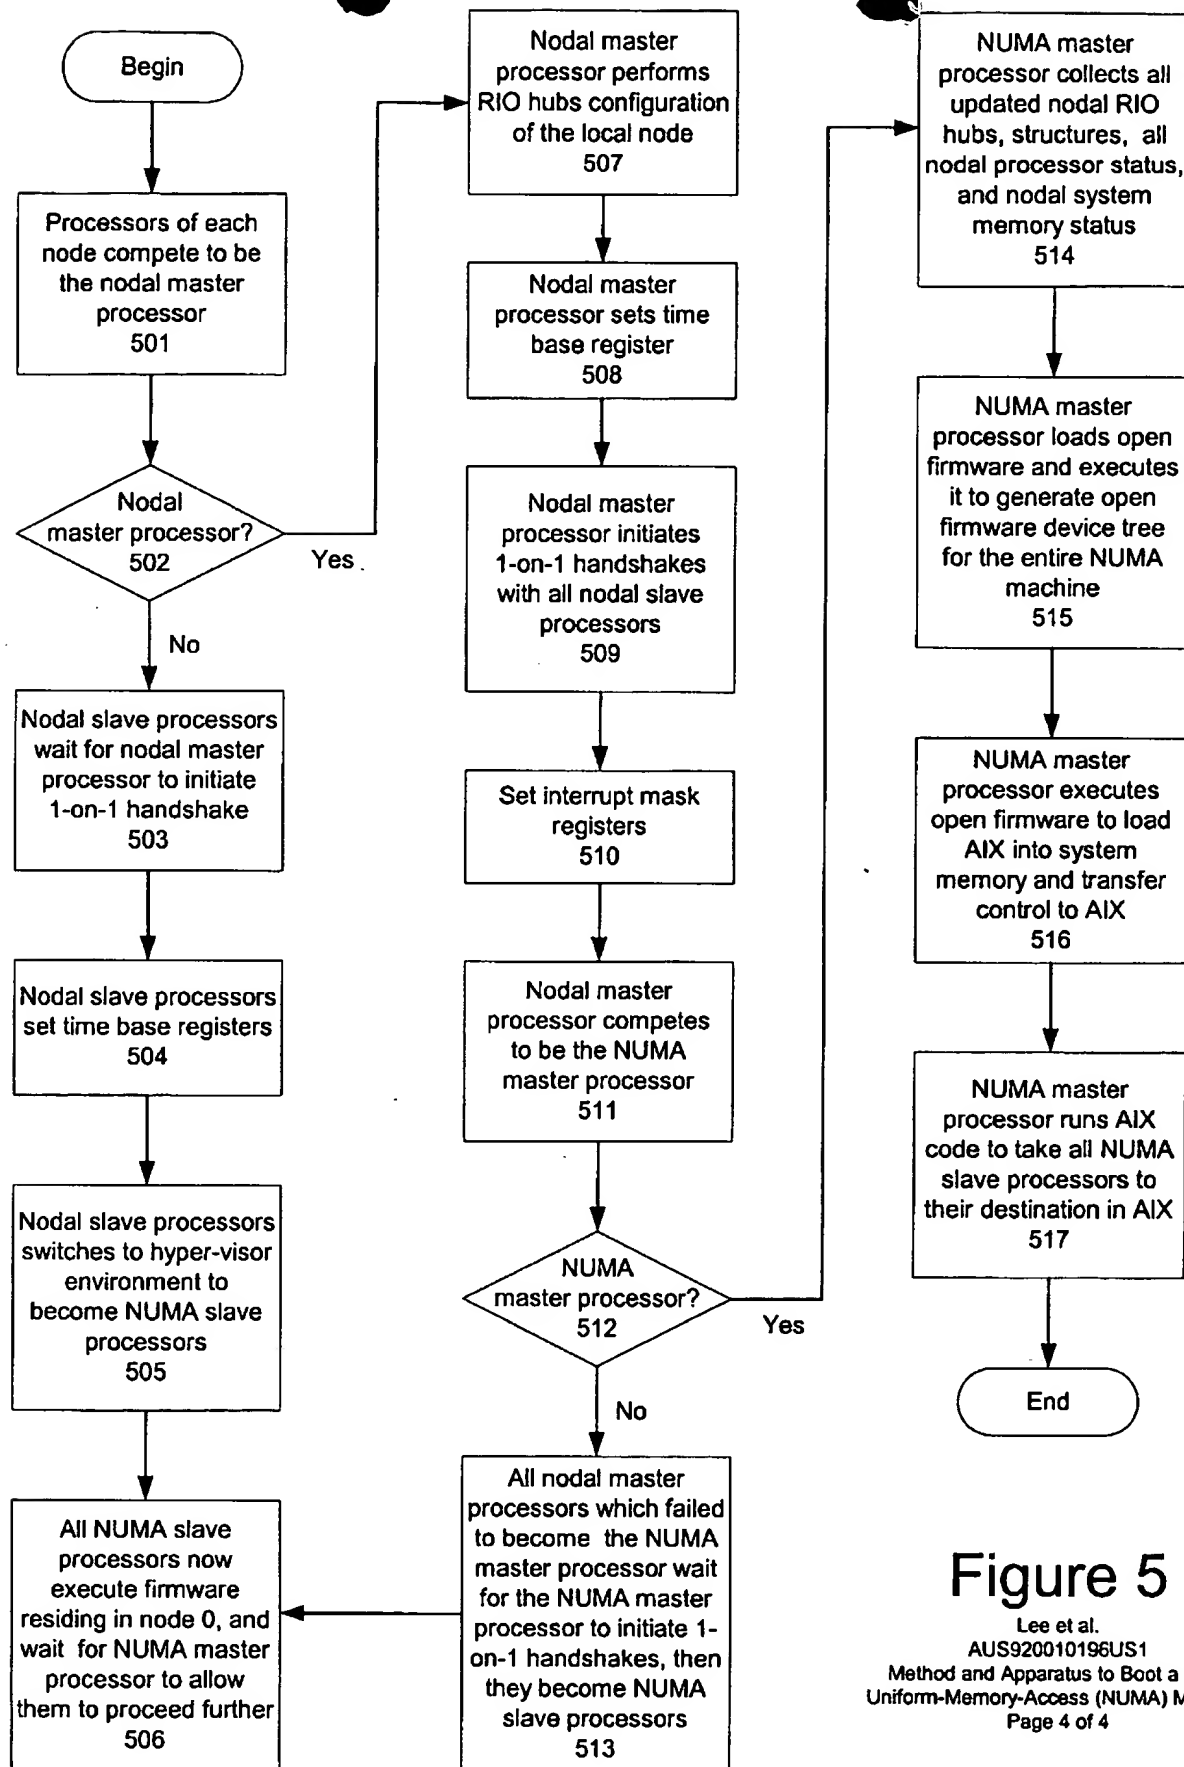 Begin
Processors of each
node compete to be
the nodal master
processor
501
Nodal
master processor?
502
Yes
No
Nodal slave processors
wait for nodal master
processor to initiate
1-on-1 handshake
503
Nodal slave processors
set time base registers
504
Nodal slave processors
switches to hyper-visor
environment to
become NUMA slave
processors
505
All NUMA slave
processors now
execute firmware
residing in node 0, and
wait for NUMA master
processor to allow
them to proceed further
506
Nodal master
processor performs
RIO hubs configuration
of the local node
507
Nodal master
processor sets time
base register
508
Nodal master
processor initiates
1-on-1 handshakes
with all nodal slave
processors
509
Set interrupt mask
registers
510
Nodal master
processor competes
to be the NUMA
master processor
511
NUMA
master processor?
512
Yes
No
All nodal master
processors which failed
to become the NUMA
master processor wait
for the NUMA master
processor to initiate 1-
on-1 handshakes, then
they become NUMA
slave processors
513
NUMA master
processor collects all
updated nodal RIO
hubs, structures, all
nodal processor status,
and nodal system
memory status
514
NUMA master
processor loads open
firmware and executes
it to generate open
firmware device tree
for the entire NUMA
machine
515
NUMA master
processor executes
open firmware to load
AIX into system
memory and transfer
control to AIX
516
NUMA master
processor runs AIX
code to take all NUMA
slave processors to
their destination in AIX
517
End
Figure 5
Lee et al.
AUS920010196US1
Method and Apparatus to Boot a
Uniform-Memory-Access (NUMA) M
Page 4 of 4